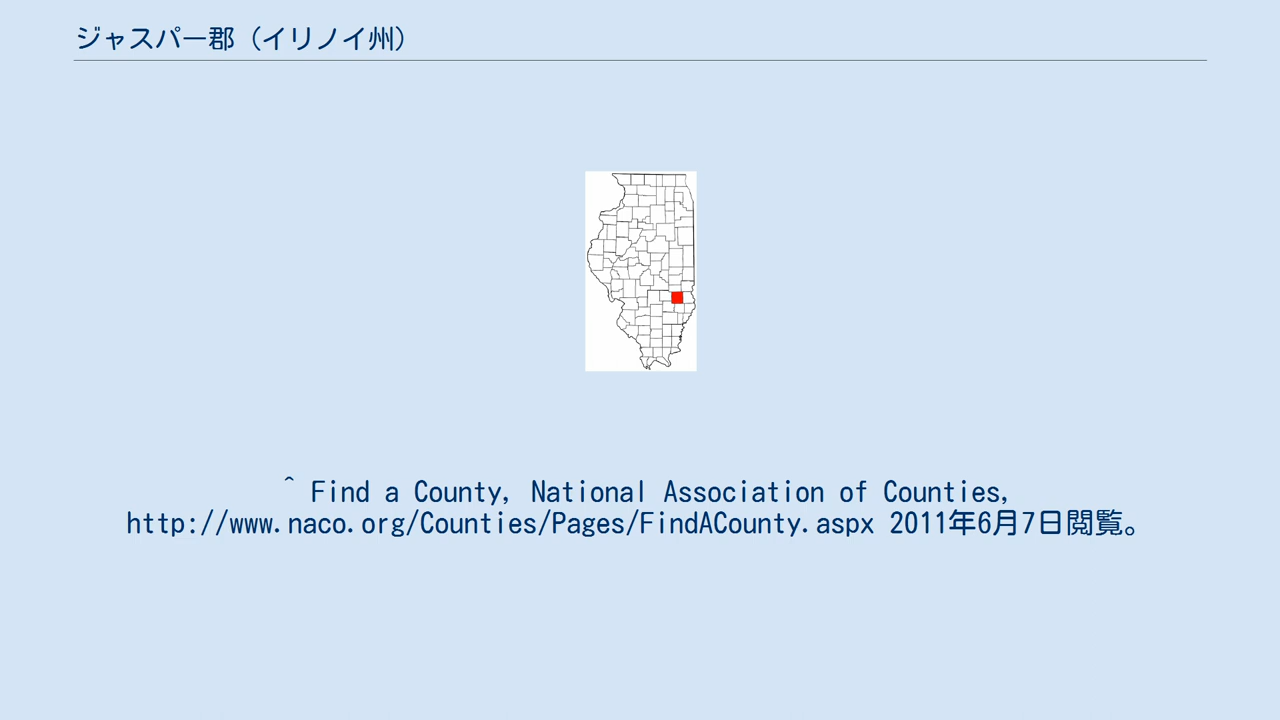 ジャスパー郡（イリノイ州）
^ Find a County, National Association of Counties,
http://www.naco.org/Counties/Pages/FindACounty.aspx 2011年6月7日閲覧。